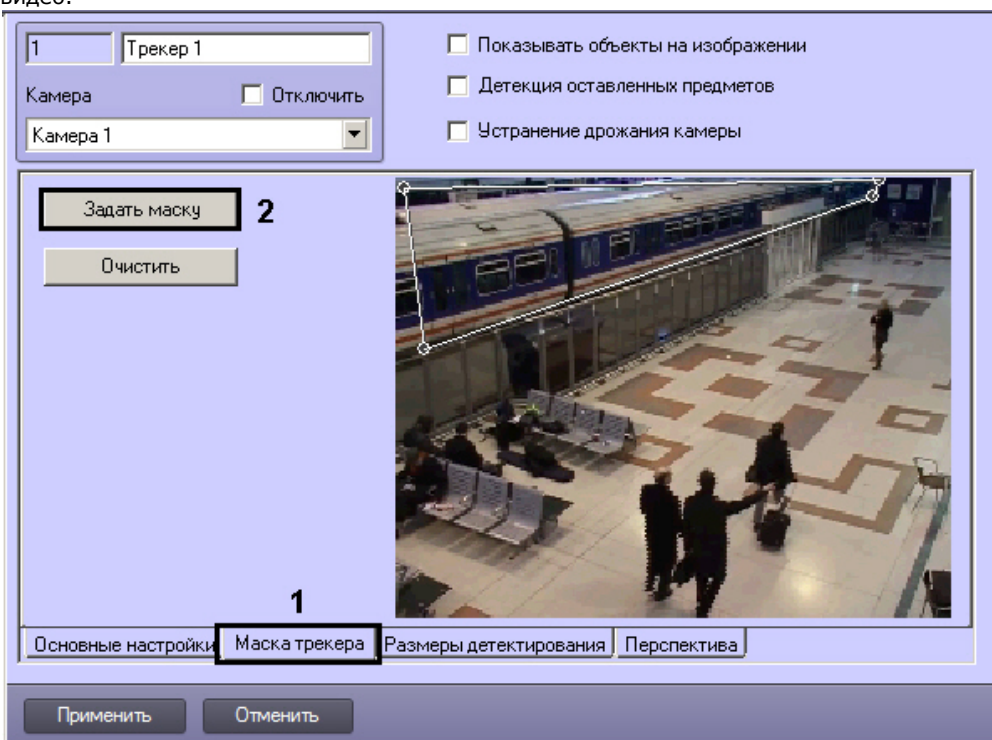 видео.
1 Трекер 1
Показывать объекты на изображении
Камера
Отключить
Детекция оставленных предметов
Камера 1
Устранение дрожания камеры
Задать маску 2
Очистить
1
Основные настройки Маска трекера Размеры детектирования Перспектива
Применить Отменить